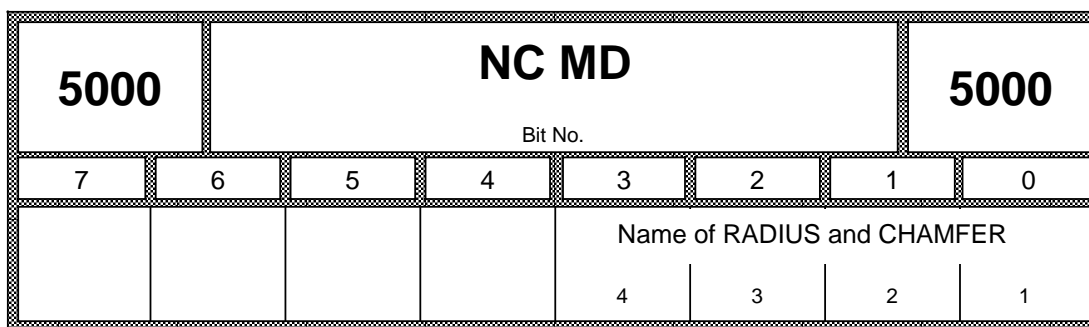 5000 NC MD 5000
Bit No.
7 6 5 4 3 2 1 0
Name of RADIUS and CHAMFER
4 3 2 1